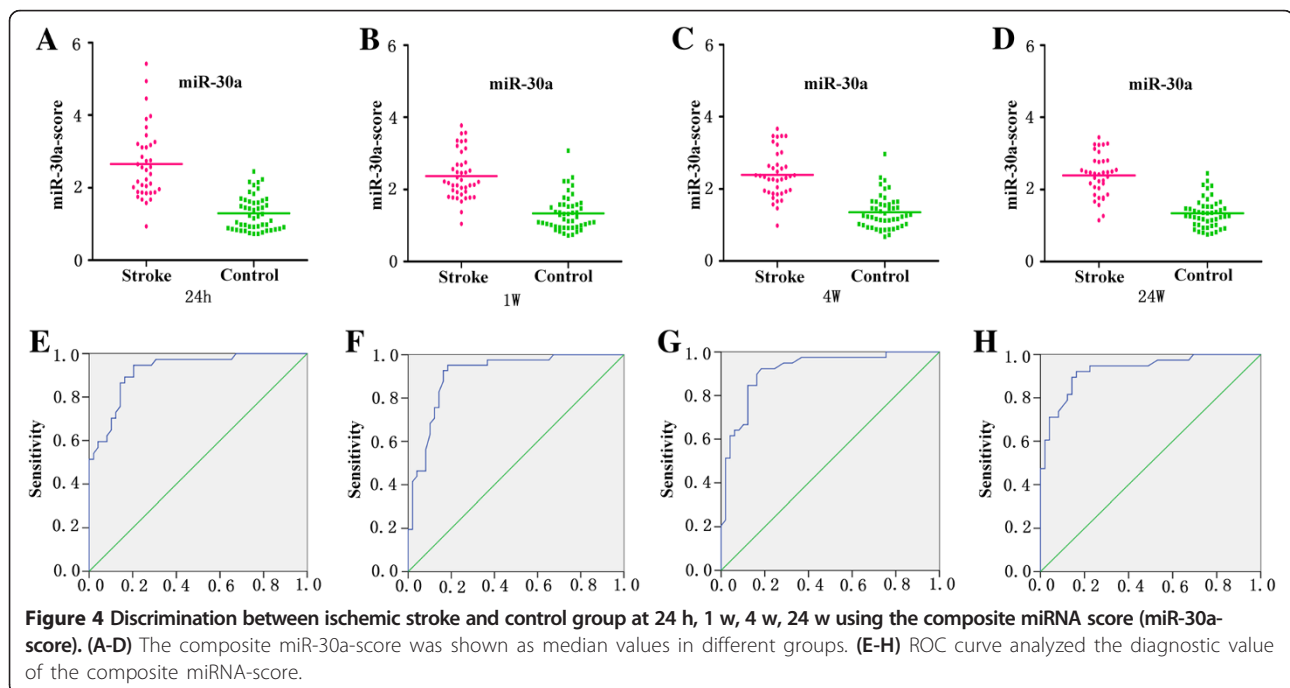 A
B
C
D
6
4
2
0
miR-30a-score
miR-30a
Stroke
Control
24h
6
4
2
0
miR-30a-score
miR-30a
Stroke
Control
1W
6
4
2
0
miR-30a-score
miR-30a
Stroke
Control
4W
6
4
2
0
miR-30a-score
miR-30a
Stroke
Control
24W
E
F
G
H
1.0
0.8
0.6
0.4
0.2
0.0
Sensitivity
0.0 0.2 0.4 0.6 0.8 1.0
1.0
0.8
0.6
0.4
0.2
0.0
Sensitivity
0.0 0.2 0.4 0.6 0.8 1.0
1.0
0.8
0.6
0.4
0.2
0.0
Sensitivity
0.0 0.2 0.4 0.6 0.8 1.0
1.0
0.8
0.6
0.4
0.2
0.0
Sensitivity
0.0 0.2 0.4 0.6 0.8 1.0
Figure 4 Discrimination between ischemic stroke and control group at 24 h, 1 w, 4 w, 24 w using the composite miRNA score (miR-30a-
score). (A-D) The composite miR-30a-score was shown as median values in different groups. (E-H) ROC curve analyzed the diagnostic value
of the composite miRNA-score.